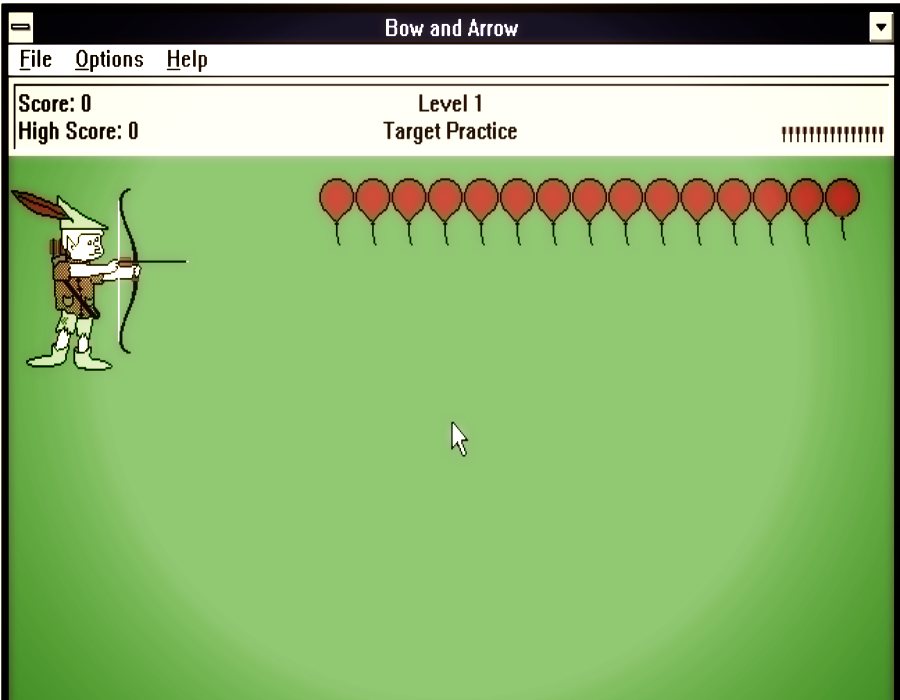 Bow and Arrow
File Options Help
Score: 0
Level 1
High Score: 0
Target Practice